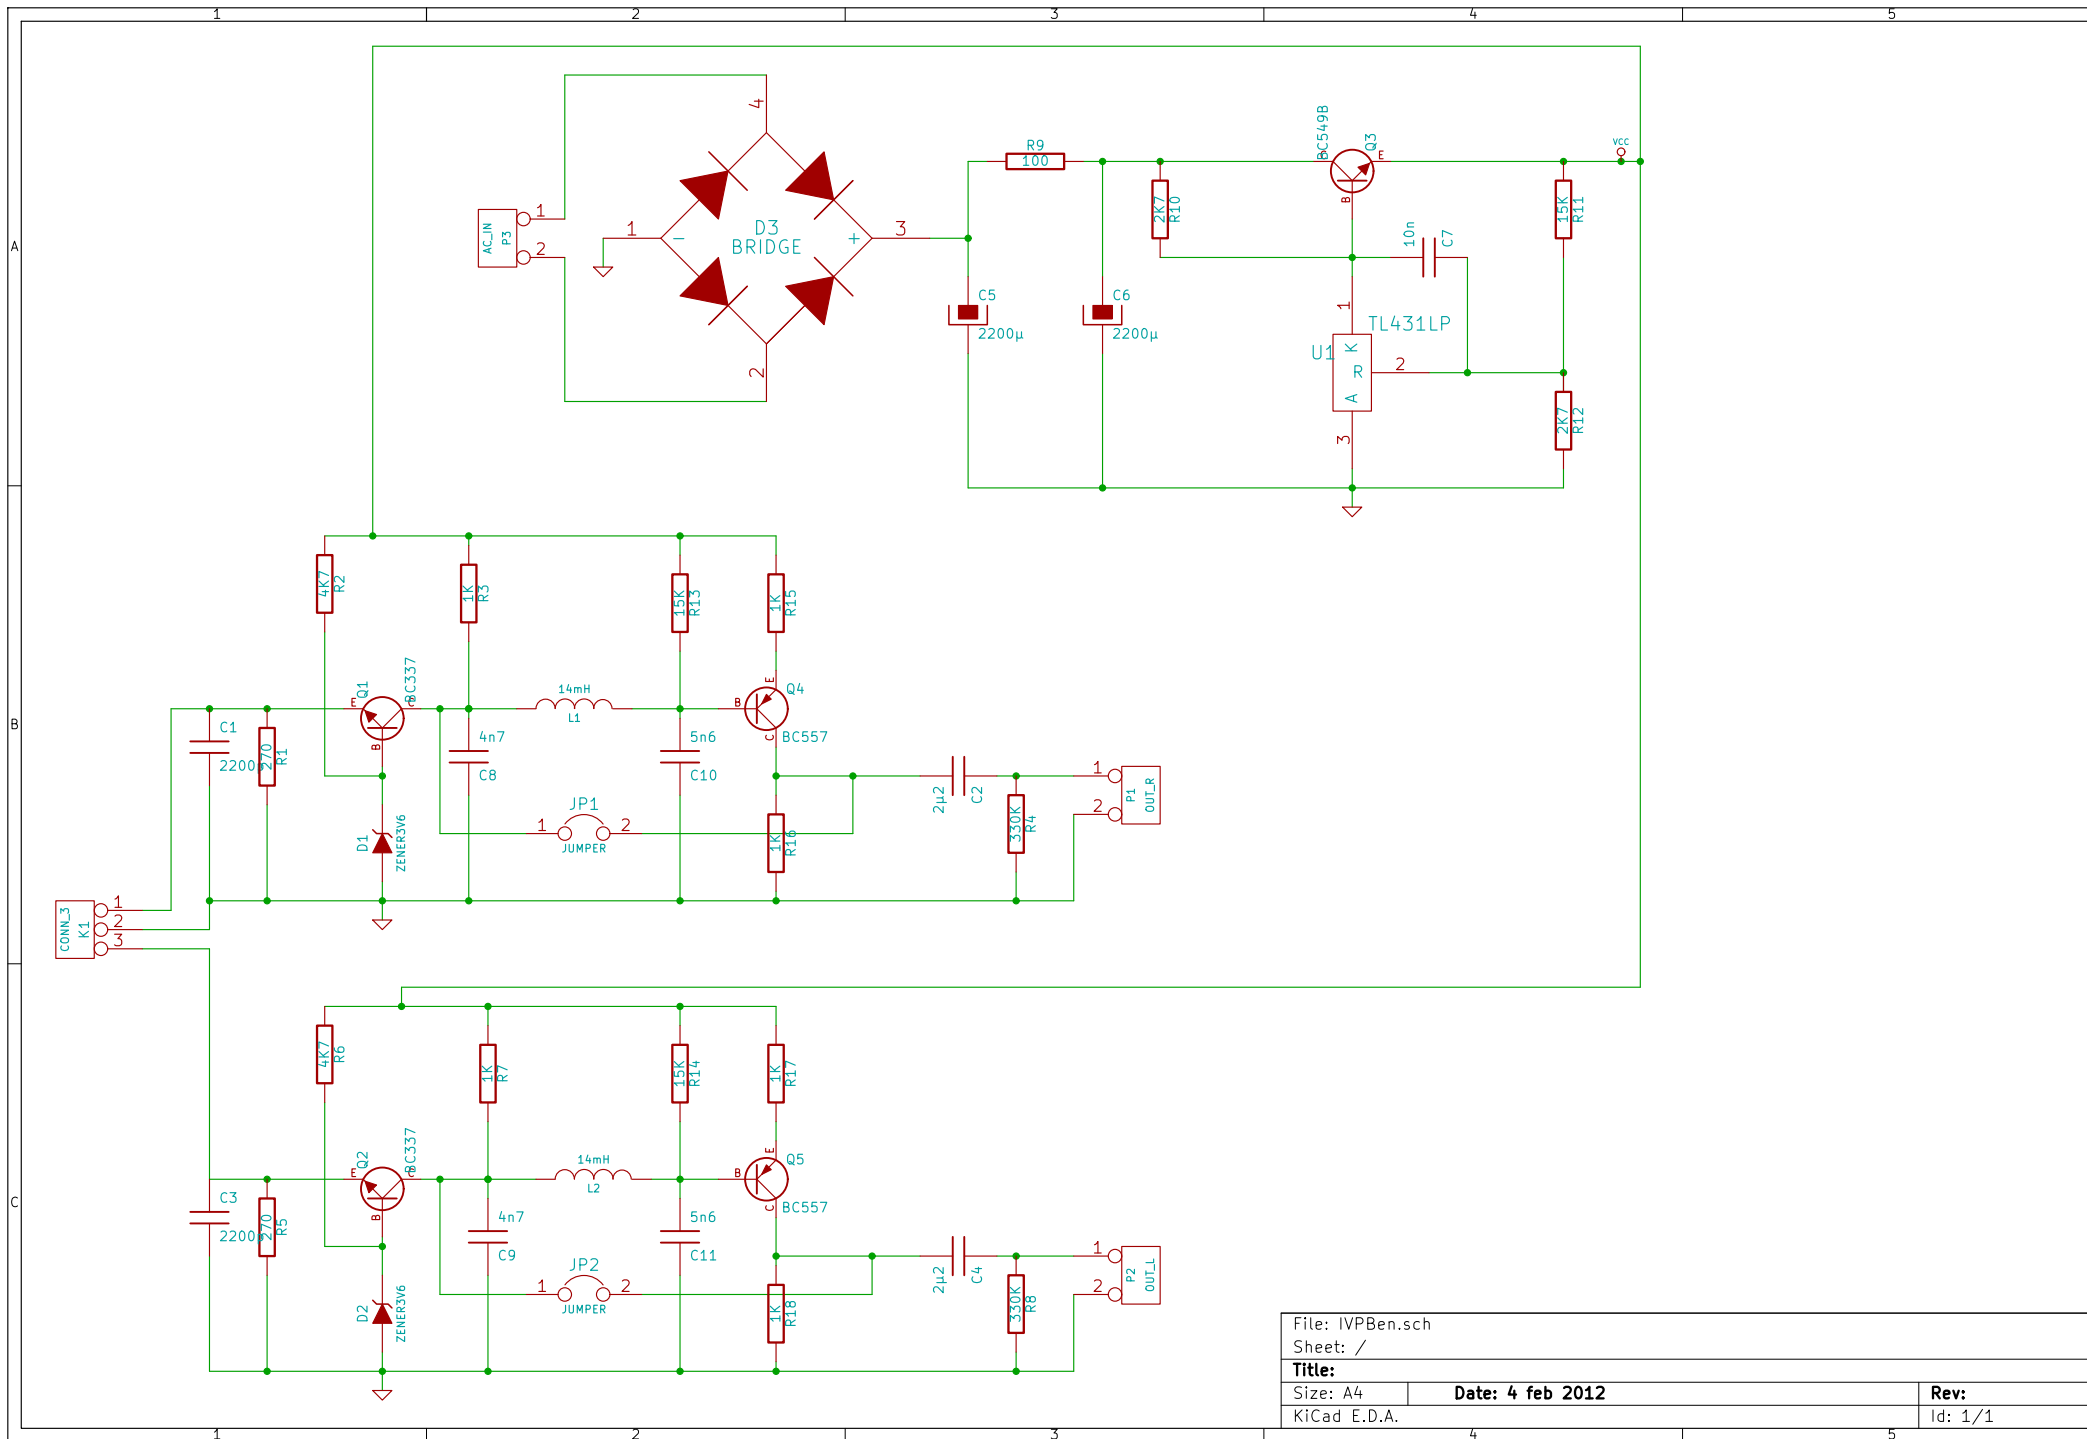 1 2 3 4 5
A
B
C
AC_IN
P3
1
2
4
1
D3
BRIDGE
-
+
3
2
R9
100
C5
2200µ
C6
2200µ
2K7
R10
BC549B
Q3
E
B
10n
C7
VCC
15K
R11
TL431LP
U1
1
K
R
A
2
3
2K7
R12
4K7
R2
1K
R3
15K
R13
1K
R15
Q1
BC337
E
C
B
14mH
L1
Q4
E
B
C
BC557
C1
2200
270
R1
4n7
C8
5n6
C10
D1
ZENER3V6
JP1
1
2
JUMPER
1K
R16
2µ2
C2
330K
R4
1
2
P1
OUT_R
CONN_3
K1
1
2
3
4K7
R6
1K
R7
15K
R14
1K
R17
Q2
BC337
E
C
B
14mH
L2
Q5
E
B
C
BC557
C3
2200
270
R5
4n7
C9
5n6
C11
D2
ZENER3V6
JP2
1
2
JUMPER
1K
R18
2µ2
C4
330K
R8
1
2
P2
OUT_L
File: IVPBen.sch
Sheet: /
Title:
Size: A4 Date: 4 feb 2012 Rev:
KiCad E.D.A. Id: 1/1
1 2 3 4 5